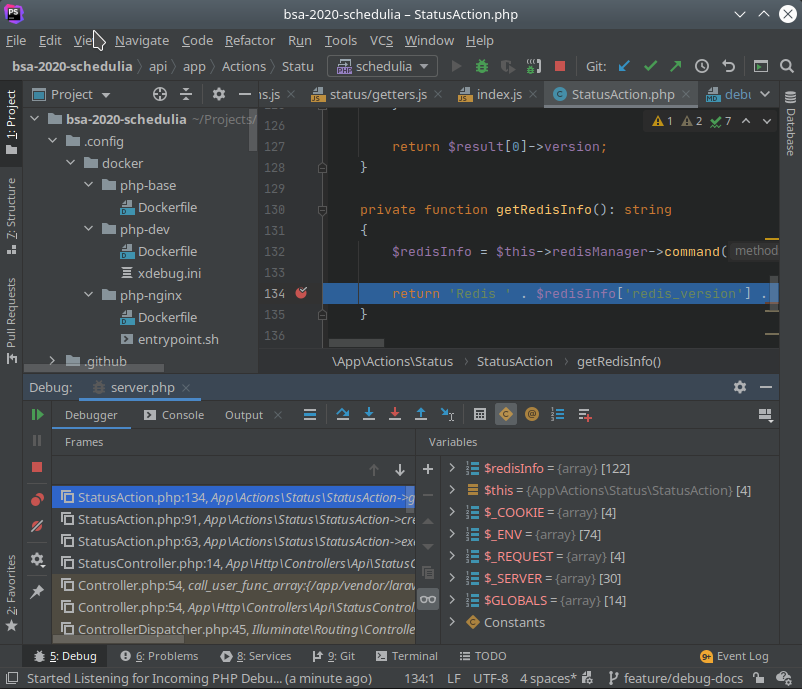 PS
bsa-2020-schedulia – StatusAction.php
File Edit View Navigate Code Refactor Run Tools VCS Window Help
bsa-2020-schedulia api app Actions Statu schedulia Git:
Project
ns.js status/getters.js index.js StatusAction.php debu
1: Project
7: Structure
Pull Requests
2: Favorites
Database
bsa-2020-schedulia ~/Projects/
.config
docker
php-base
Dockerfile
php-dev
Dockerfile
xdebug.ini
php-nginx
Dockerfile
entrypoint.sh
.github
1 2 7
126
127 return $result[0]->version;
128 }
129
130 private function getRedisInfo(): string
131 {
132 $redisInfo = $this->redisManager->command( method
133
134 return 'Redis ' . $redisInfo['redis_version'] .
135 }
136
\App\Actions\Status StatusAction getRedisInfo()
Debug: server.php
Debugger Console Output
Frames
StatusAction.php:134, App\Actions\Status\StatusAction->g
StatusAction.php:91, App\Actions\Status\StatusAction->cre
StatusAction.php:63, App\Actions\Status\StatusAction->exe
StatusController.php:14, App\Http\Controllers\Api\StatusC
Controller.php:54, call_user_func_array:{/app/vendor/larav
Controller.php:54, App\Http\Controllers\Api\StatusControl
ControllerDispatcher.php:45, Illuminate\Routing\Controlle
Variables
$redisInfo = {array} [122]
$this = {App\Actions\Status\StatusAction} [4]
$_COOKIE = {array} [4]
$_ENV = {array} [74]
$_REQUEST = {array} [4]
$_SERVER = {array} [30]
$GLOBALS = {array} [14]
Constants
5: Debug 6: Problems 8: Services 9: Git Terminal TODO 9+ Event Log
Started Listening for Incoming PHP Debu... (a minute ago) 134:1 LF UTF-8 4 spaces* feature/debug-docs